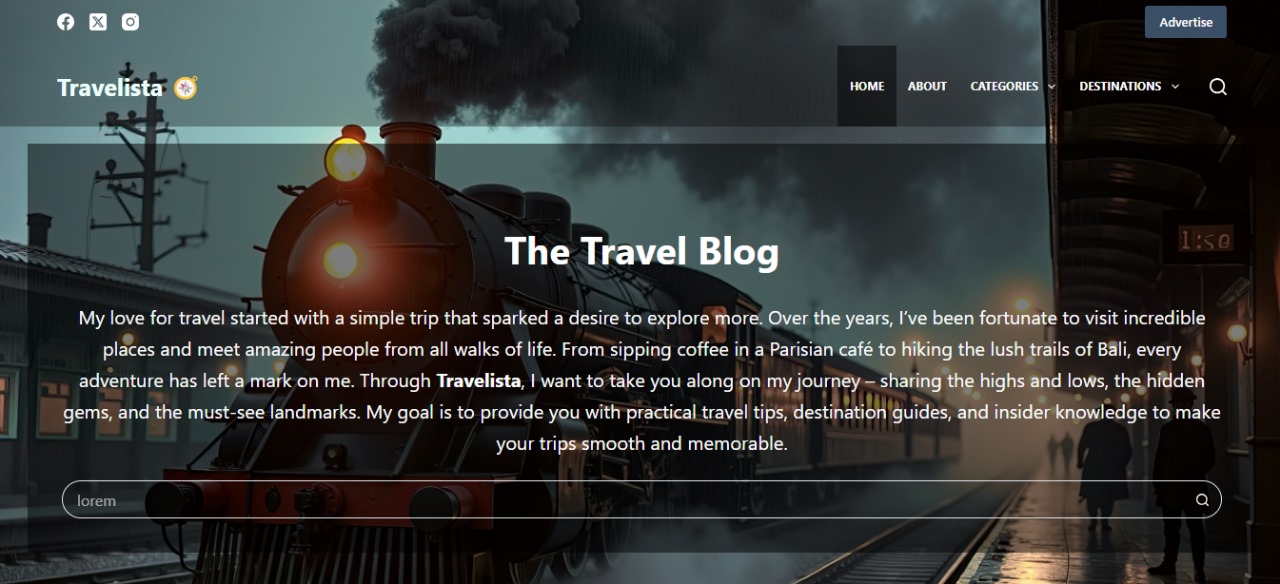 Advertise
Travelista
HOME ABOUT CATEGORIES DESTINATIONS
The Travel Blog
My love for travel started with a simple trip that sparked a desire to explore more. Over the years, I’ve been fortunate to visit incredible
places and meet amazing people from all walks of life. From sipping coffee in a Parisian café to hiking the lush trails of Bali, every
adventure has left a mark on me. Through Travelista, I want to take you along on my journey – sharing the highs and lows, the hidden
gems, and the must-see landmarks. My goal is to provide you with practical travel tips, destination guides, and insider knowledge to make
your trips smooth and memorable.
lorem